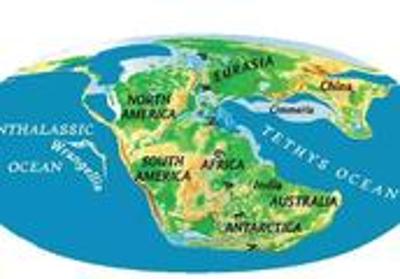 EURASIA
China
NORTH
AMERICA
Cimmeria
NTHALASSIC
OCEAN
Wrangellia
TETHYS OCEAN
SOUTH
AMERICA
AFRICA
India
AUSTRALIA
ANTARCTICA